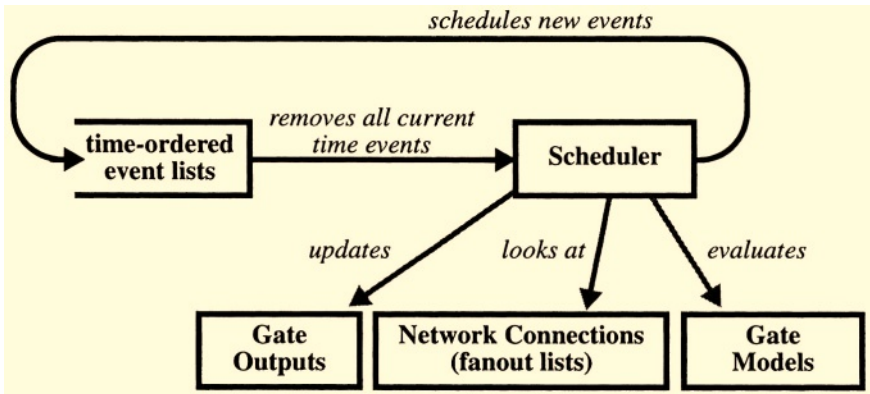 schedules new events
removes all current
time events
time-ordered
event lists
Scheduler
updates
looks at
evaluates
Gate
Outputs
Network Connections
(fanout lists)
Gate
Models